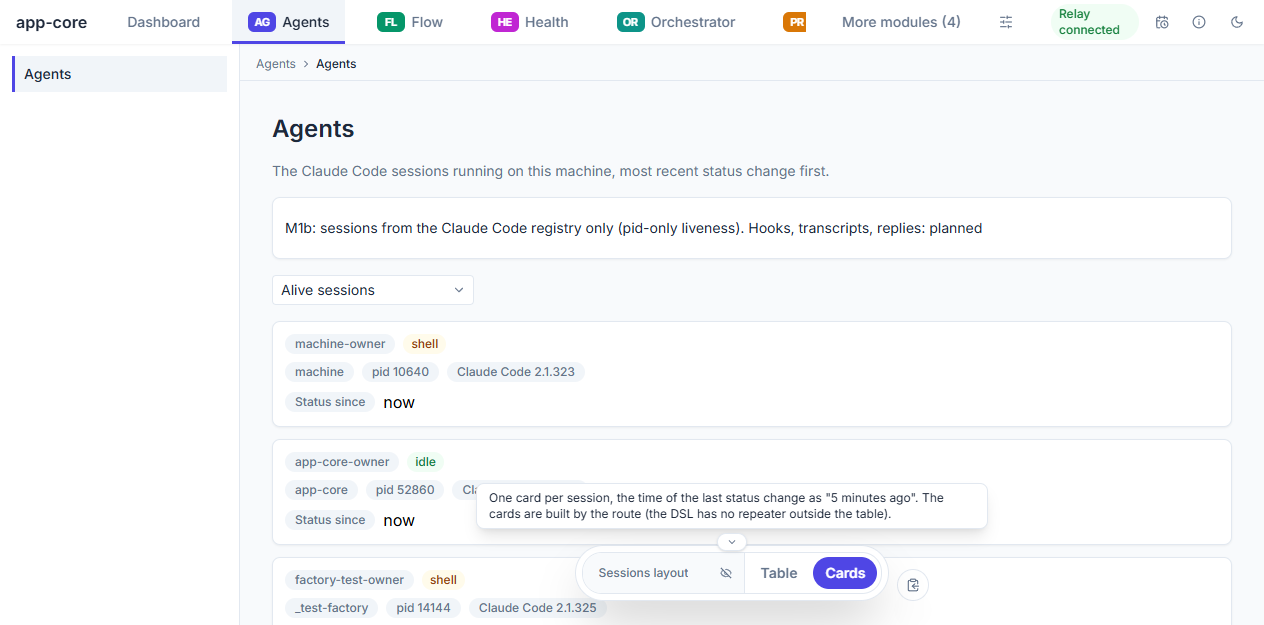 app-core
Dashboard
AG Agents
FL Flow
HE Health
OR Orchestrator
PR
More modules (4)
Relay connected
Agents
Agents > Agents
Agents
The Claude Code sessions running on this machine, most recent status change first.
M1b: sessions from the Claude Code registry only (pid-only liveness). Hooks, transcripts, replies: planned
Alive sessions
machine-owner shell
machine pid 10640 Claude Code 2.1.323
Status since now
app-core-owner idle
app-core pid 52860 Cl
Status since now
One card per session, the time of the last status change as "5 minutes ago". The
cards are built by the route (the DSL has no repeater outside the table).
factory-test-owner shell
_test-factory pid 14144 Claude Code 2.1.325
Sessions layout
Table
Cards